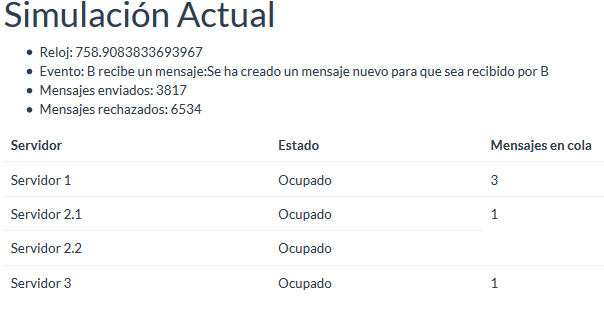 Simulación Actual
Reloj: 758.9083833693967
Evento: B recibe un mensaje:Se ha creado un mensaje nuevo para que sea recibido por B
Mensajes enviados: 3817
Mensajes rechazados: 6534
Servidor Estado Mensajes en cola
Servidor 1 Ocupado 3
Servidor 2.1 Ocupado 1
Servidor 2.2 Ocupado
Servidor 3 Ocupado 1